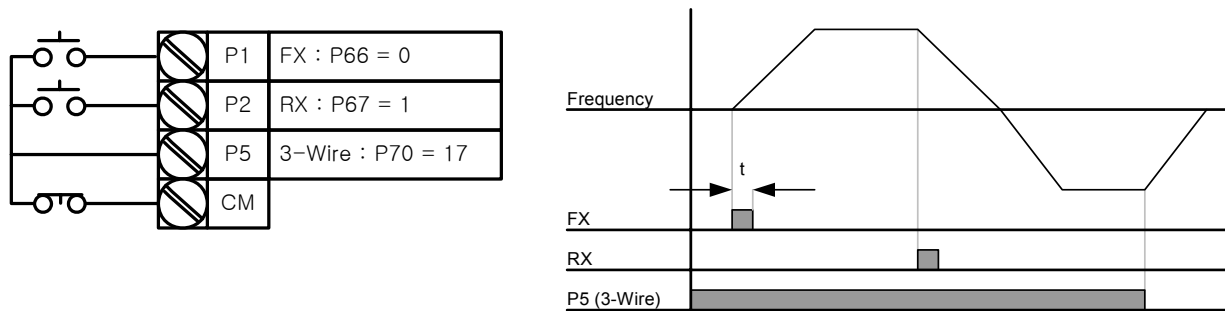 P1 FX : P66 = 0
P2 RX : P67 = 1
P5 3-Wire : P70 = 17
CM
Frequency
t
FX
RX
P5 (3-Wire)